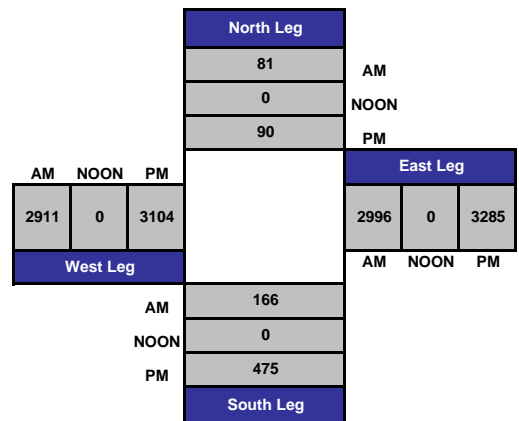 North Leg
81 AM
0 NOON
90 PM
AM NOON PM
East Leg
2911 0 3104
2996 0 3285
West Leg
AM NOON PM
AM 166
NOON 0
PM 475
South Leg